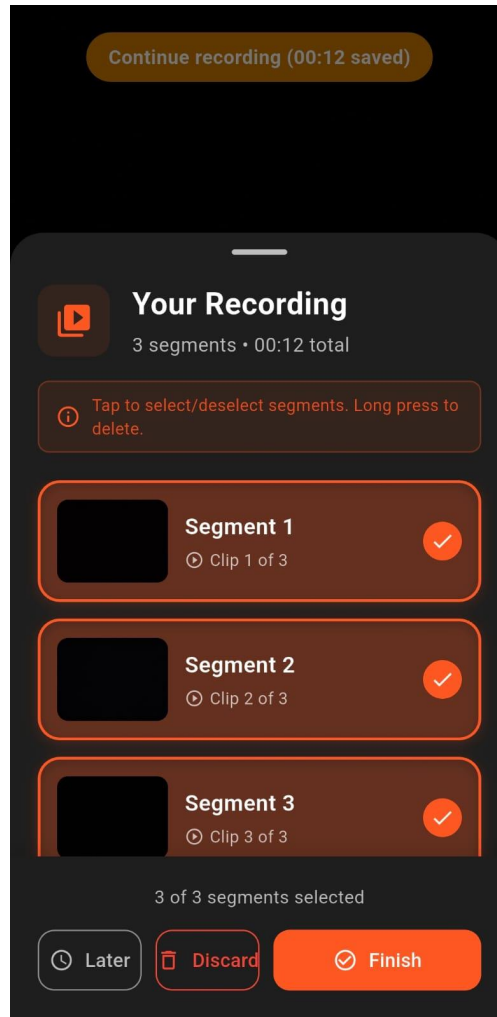 Continue recording (00:12 saved)
Your Recording
3 segments • 00:12 total
Tap to select/deselect segments. Long press to
delete.
Segment 1
Clip 1 of 3
Segment 2
Clip 2 of 3
Segment 3
Clip 3 of 3
3 of 3 segments selected
Later
Discard
Finish